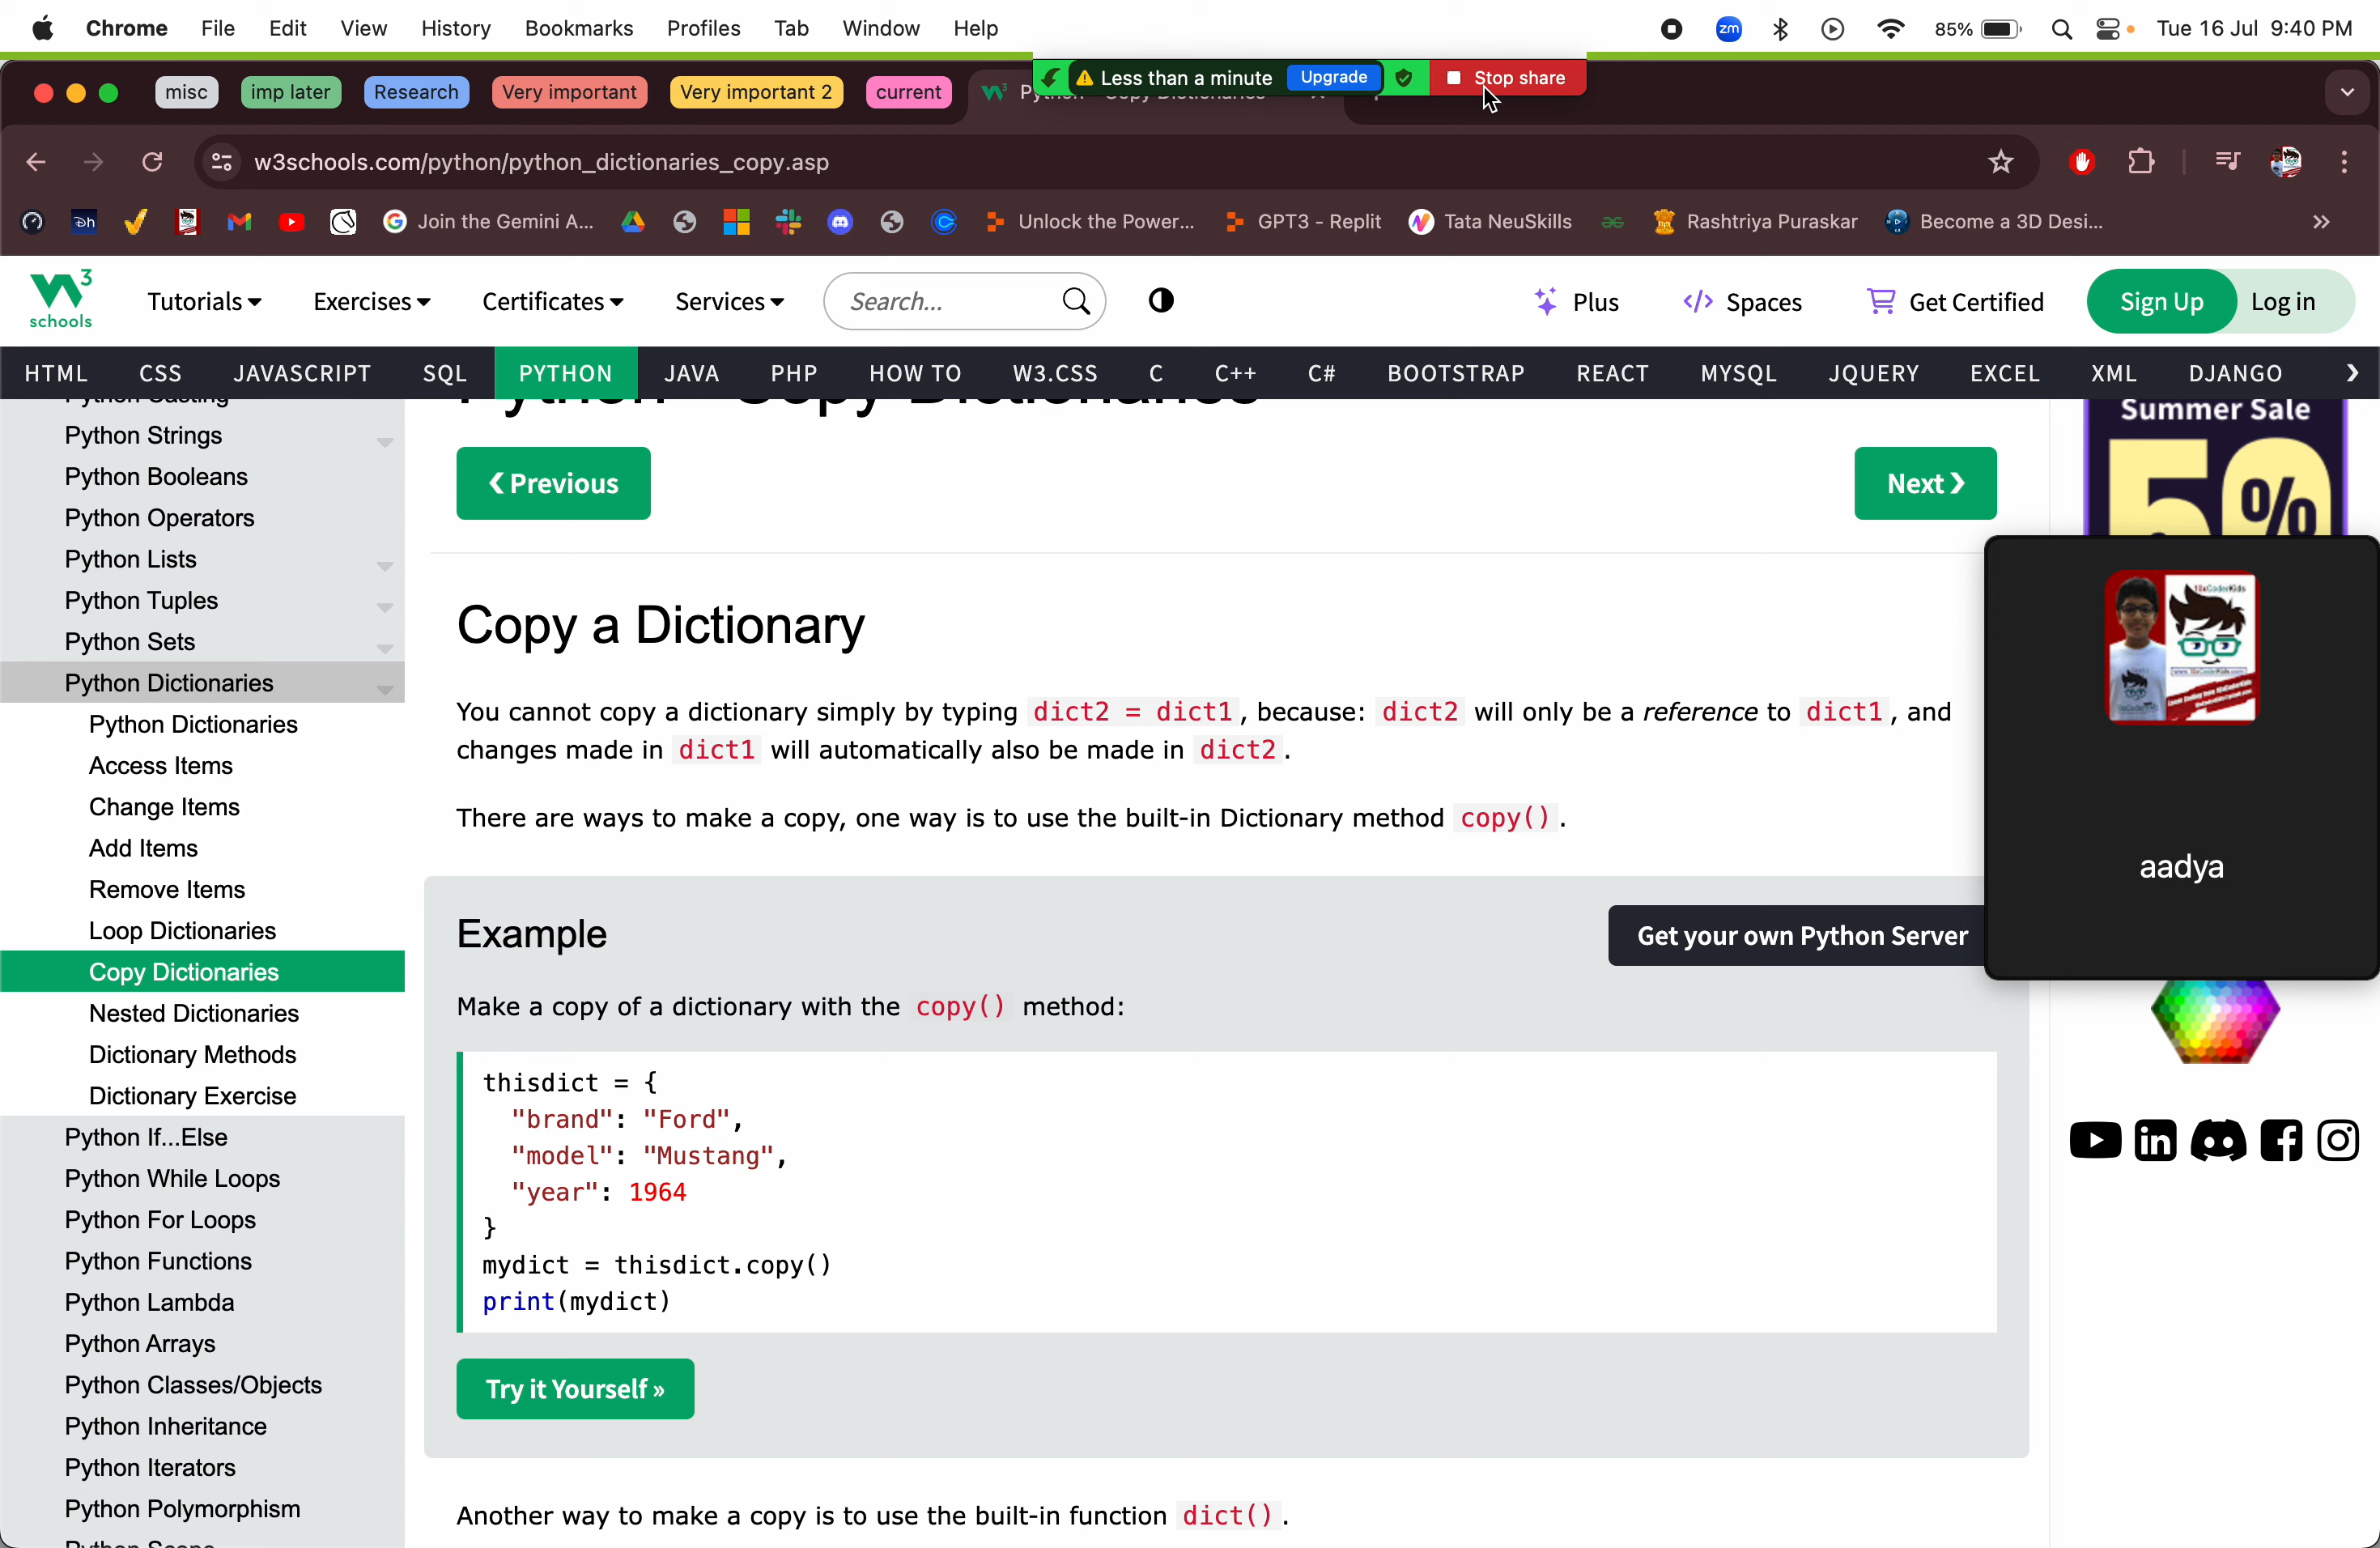 Chrome File Edit View History Bookmarks Profiles Tab Window Help zm 85% Tue 16 Jul 9:40 PM
misc imp later Research Very important Very important 2 current Less than a minute Upgrade Stop share
w3schools.com/python/python_dictionaries_copy.asp
Join the Gemini A... Unlock the Power... GPT3 - Replit Tata NeuSkills Rashtriya Puraskar Become a 3D Desi...
schools Tutorials Exercises Certificates Services Search... Plus Spaces Get Certified Sign Up Log in
HTML CSS JAVASCRIPT SQL PYTHON JAVA PHP HOW TO W3.CSS C C++ C# BOOTSTRAP REACT MYSQL JQUERY EXCEL XML DJANGO
Python Strings
Python Booleans
Python Operators
Python Lists
Python Tuples
Python Sets
Python Dictionaries
Python Dictionaries
Access Items
Change Items
Add Items
Remove Items
Loop Dictionaries
Copy Dictionaries
Nested Dictionaries
Dictionary Methods
Dictionary Exercise
Python If...Else
Python While Loops
Python For Loops
Python Functions
Python Lambda
Python Arrays
Python Classes/Objects
Python Inheritance
Python Iterators
Python Polymorphism
Python - Copy Dictionaries
❮ Previous
Next ❯
Copy a Dictionary
You cannot copy a dictionary simply by typing dict2 = dict1, because: dict2 will only be a reference to dict1, and
changes made in dict1 will automatically also be made in dict2.
There are ways to make a copy, one way is to use the built-in Dictionary method copy().
Example
Get your own Python Server
Make a copy of a dictionary with the copy() method:
thisdict = {
"brand": "Ford",
"model": "Mustang",
"year": 1964
}
mydict = thisdict.copy()
print(mydict)
Try it Yourself »
Another way to make a copy is to use the built-in function dict().
Summer Sale
50%
aadya